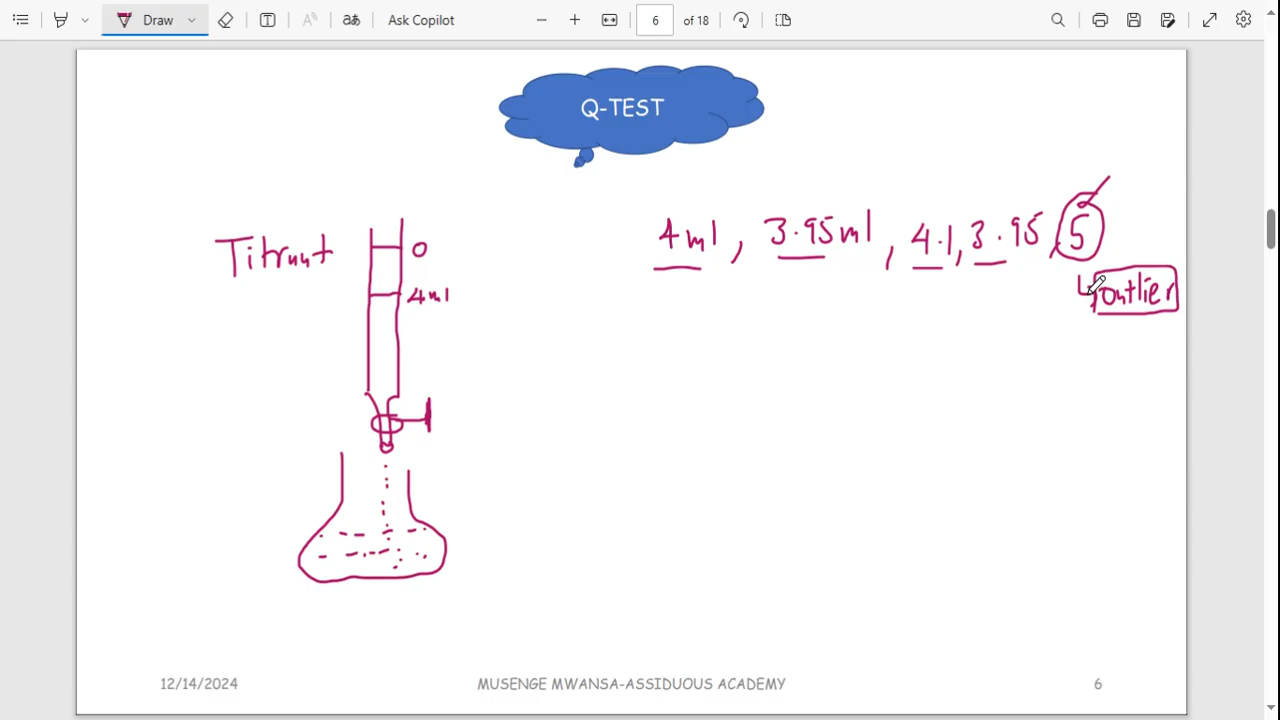 Draw
Ask Copilot
6 of 18
Q-TEST
Titrant
0
4ml
4ml, 3.95ml, 4.1, 3.95, 5
outlier
12/14/2024
MUSENGE MWANSA-ASSIDUOUS ACADEMY
6